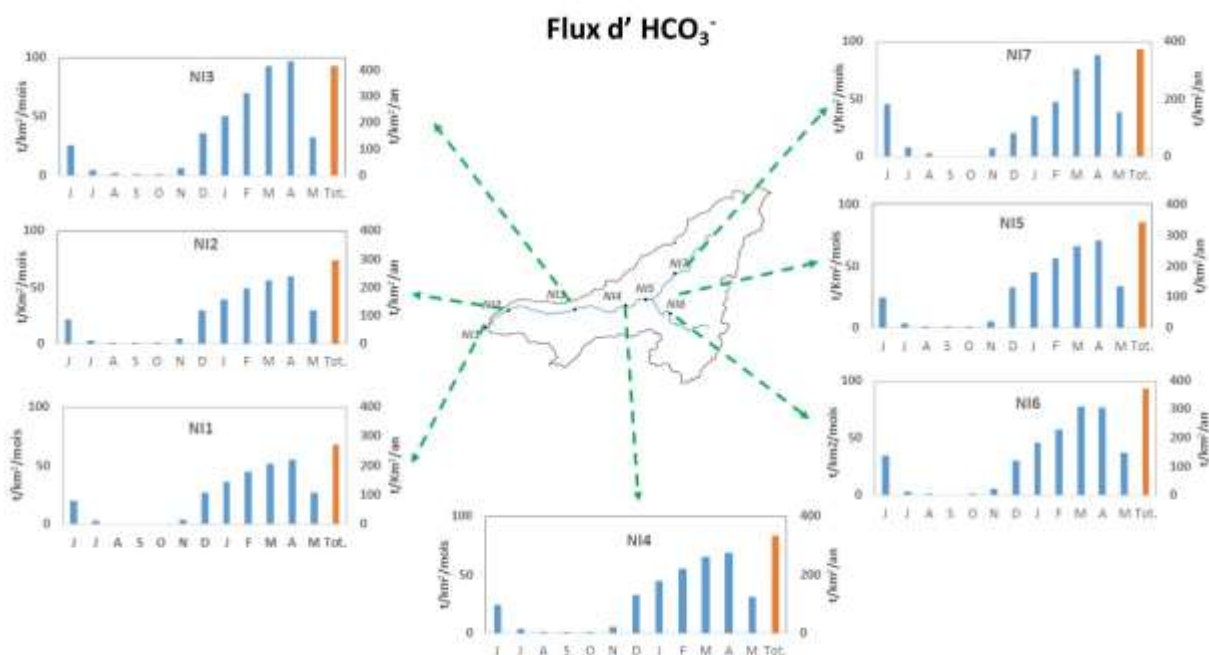 Flux d’ HCO₃⁻
NI3
t/km²/mois
100
50
0
400
300
200
100
0
t/km²/an
J J A S O N D J F M A M Tot.
NI2
t/Km²/mois
100
50
0
400
300
200
100
0
t/km²/an
J J A S O N D J F M A M Tot.
NI1
t/km²/mois
100
50
0
400
300
200
100
0
t/Km²/an
J J A S O N D J F M A M Tot.
NI7
t/Km²/mois
100
50
0
400
300
200
100
0
t/km²/an
J J A S O N D J F M A M Tot.
NI5
t/km²/mois
100
50
0
400
300
200
100
0
t/km²/an
J J A S O N D J F M A M Tot.
NI6
t/km2/mois
100
50
0
400
300
200
100
0
t/km²/an
J J A S O N D J F M A M Tot.
NI4
t/km²/mois
100
50
0
400
200
0
t/km²/an
J J A S O N D J F M A M Tot.
NI7
NI3
NI4
NI5
NI6
NI2
NI1